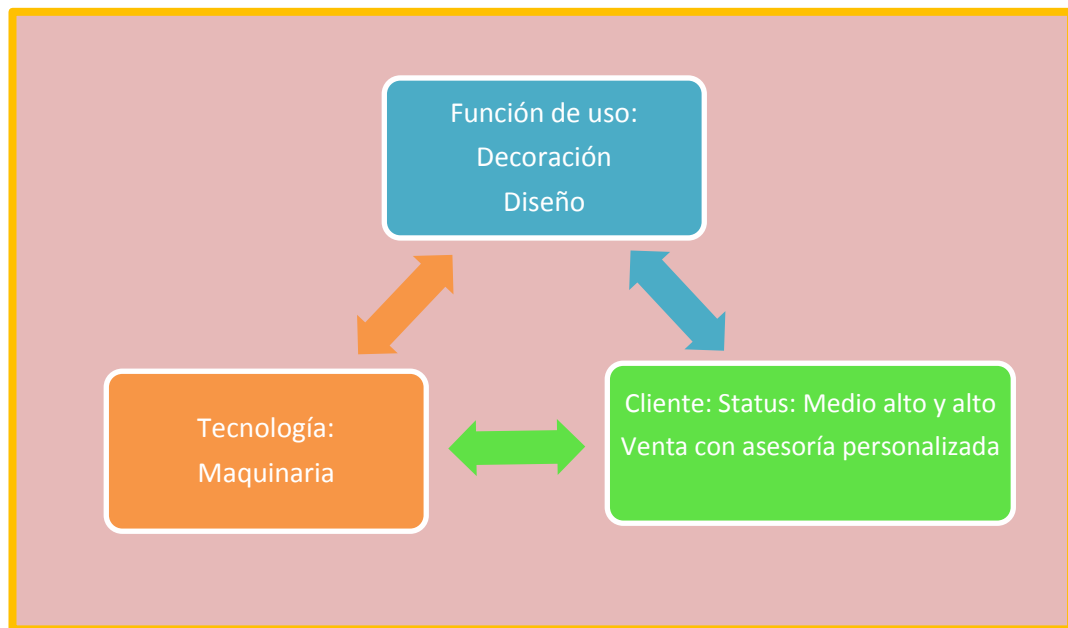 Función de uso:
Decoración
Diseño
Tecnología:
Maquinaria
Cliente: Status: Medio alto y alto
Venta con asesoría personalizada